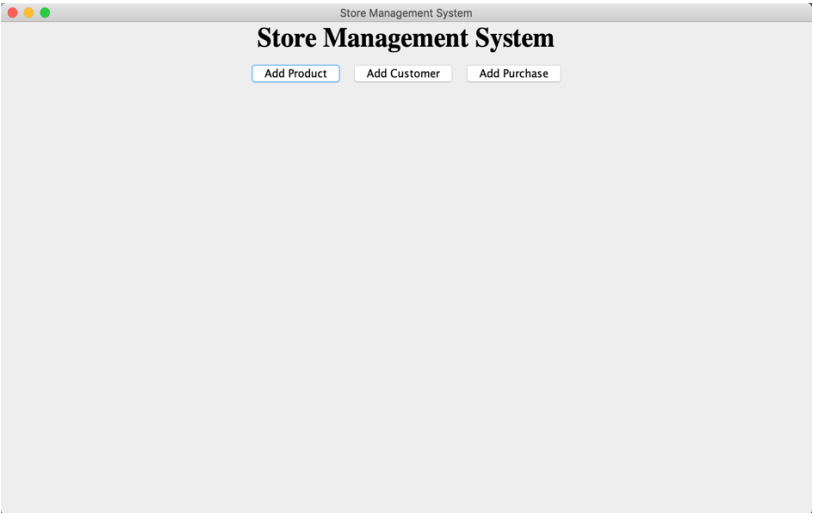 Store Management System
Store Management System
Add Product Add Customer Add Purchase